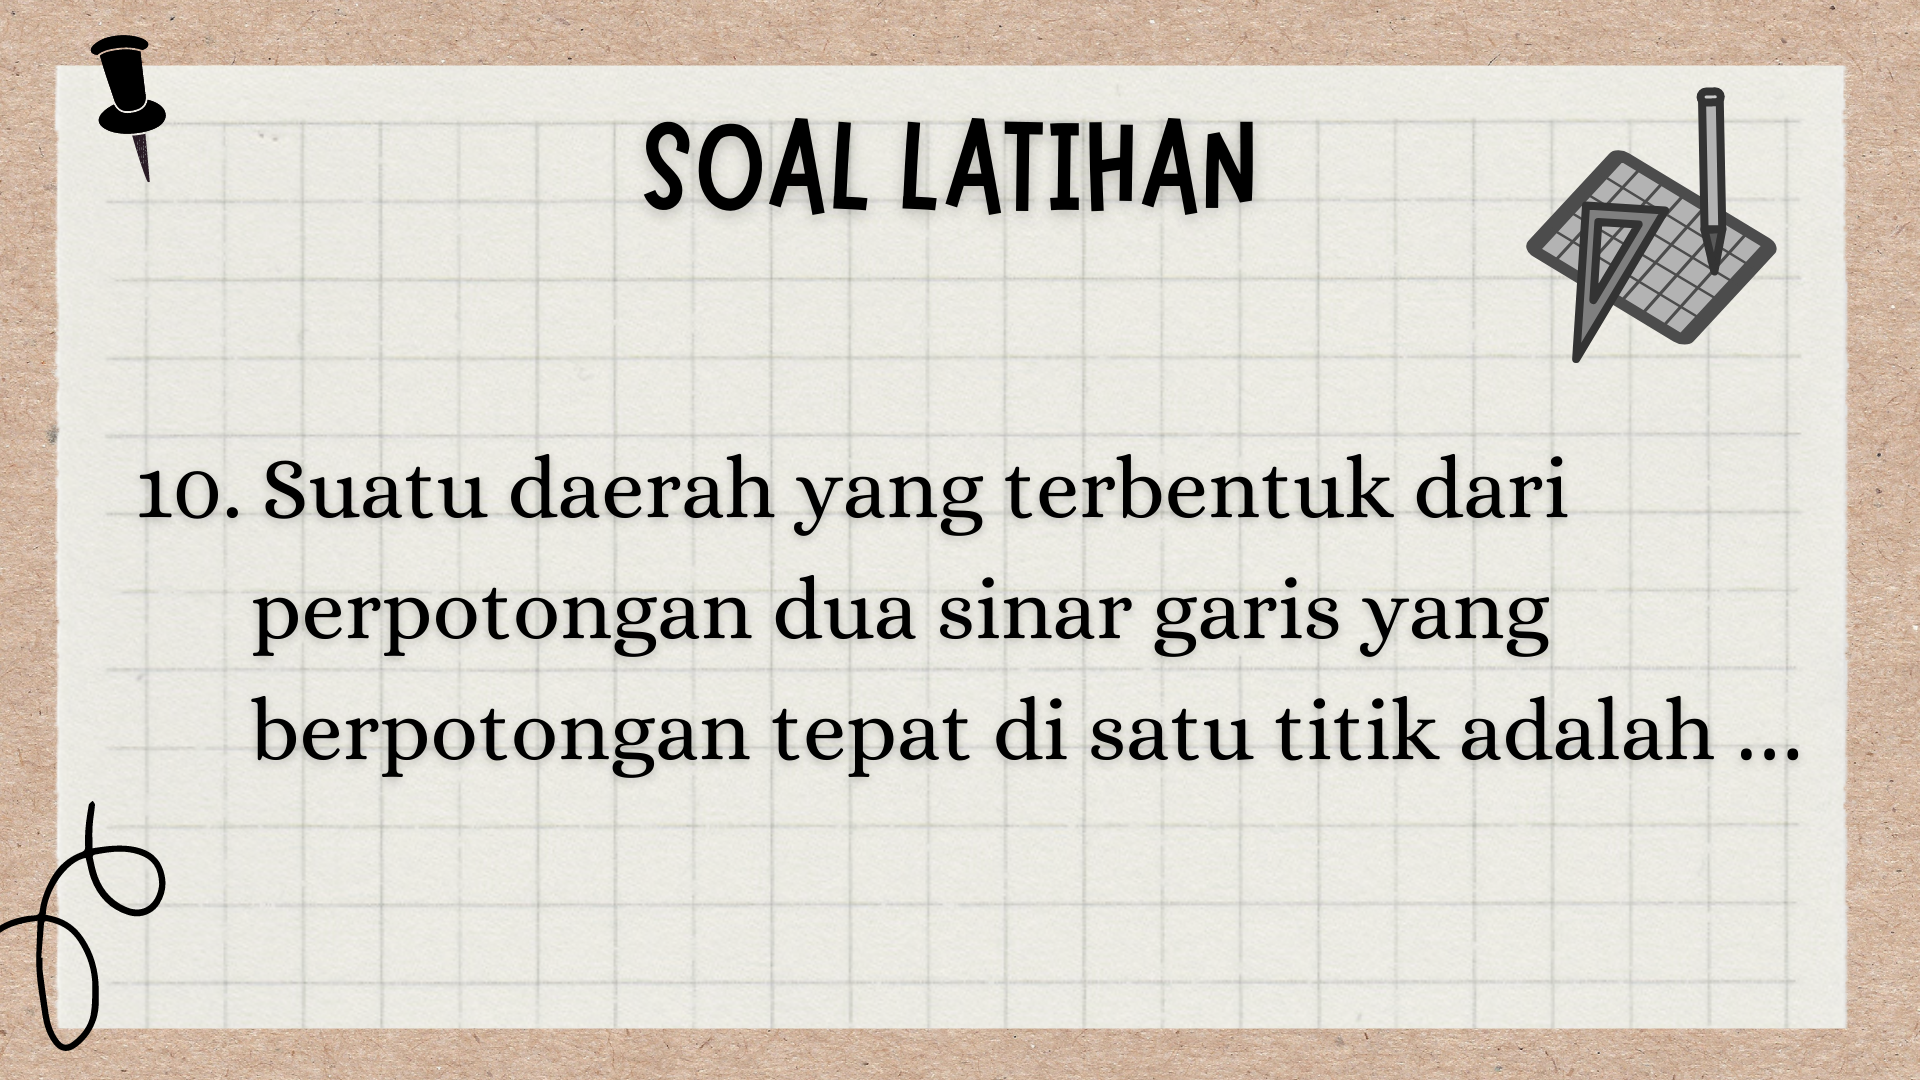 SOAL LATIHAN
10. Suatu daerah yang terbentuk dari
perpotongan dua sinar garis yang
berpotongan tepat di satu titik adalah ...